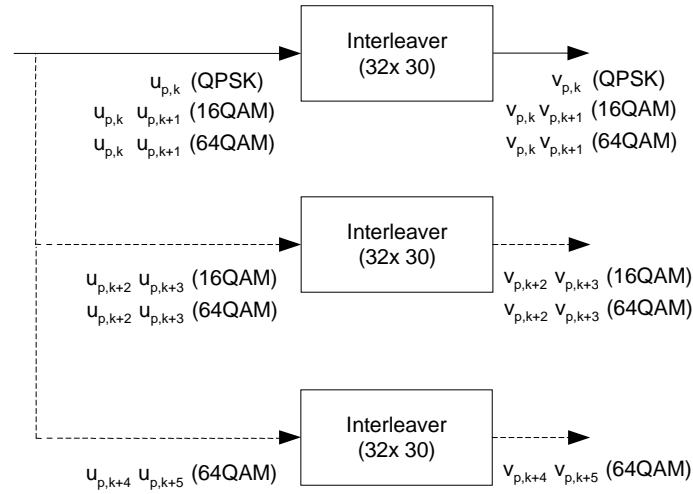 Interleaver
(32x 30)
u_{p,k} (QPSK)
u_{p,k} u_{p,k+1} (16QAM)
u_{p,k} u_{p,k+1} (64QAM)
v_{p,k} (QPSK)
v_{p,k} v_{p,k+1} (16QAM)
v_{p,k} v_{p,k+1} (64QAM)
Interleaver
(32x 30)
u_{p,k+2} u_{p,k+3} (16QAM)
u_{p,k+2} u_{p,k+3} (64QAM)
v_{p,k+2} v_{p,k+3} (16QAM)
v_{p,k+2} v_{p,k+3} (64QAM)
Interleaver
(32x 30)
u_{p,k+4} u_{p,k+5} (64QAM)
v_{p,k+4} v_{p,k+5} (64QAM)